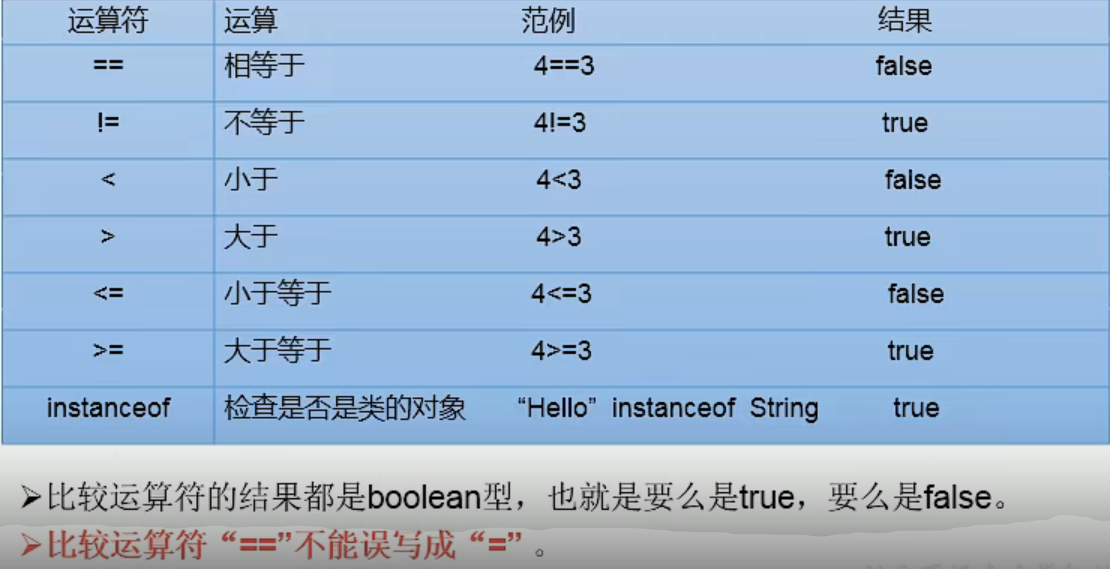 运算符 运算 范例 结果
== 相等于 4==3 false
!= 不等于 4!=3 true
< 小于 4<3 false
> 大于 4>3 true
<= 小于等于 4<=3 false
>= 大于等于 4>=3 true
instanceof 检查是否是类的对象 “Hello” instanceof String true
➢比较运算符的结果都是boolean型，也就是要么是true，要么是false。
➢比较运算符“==”不能误写成“=” 。